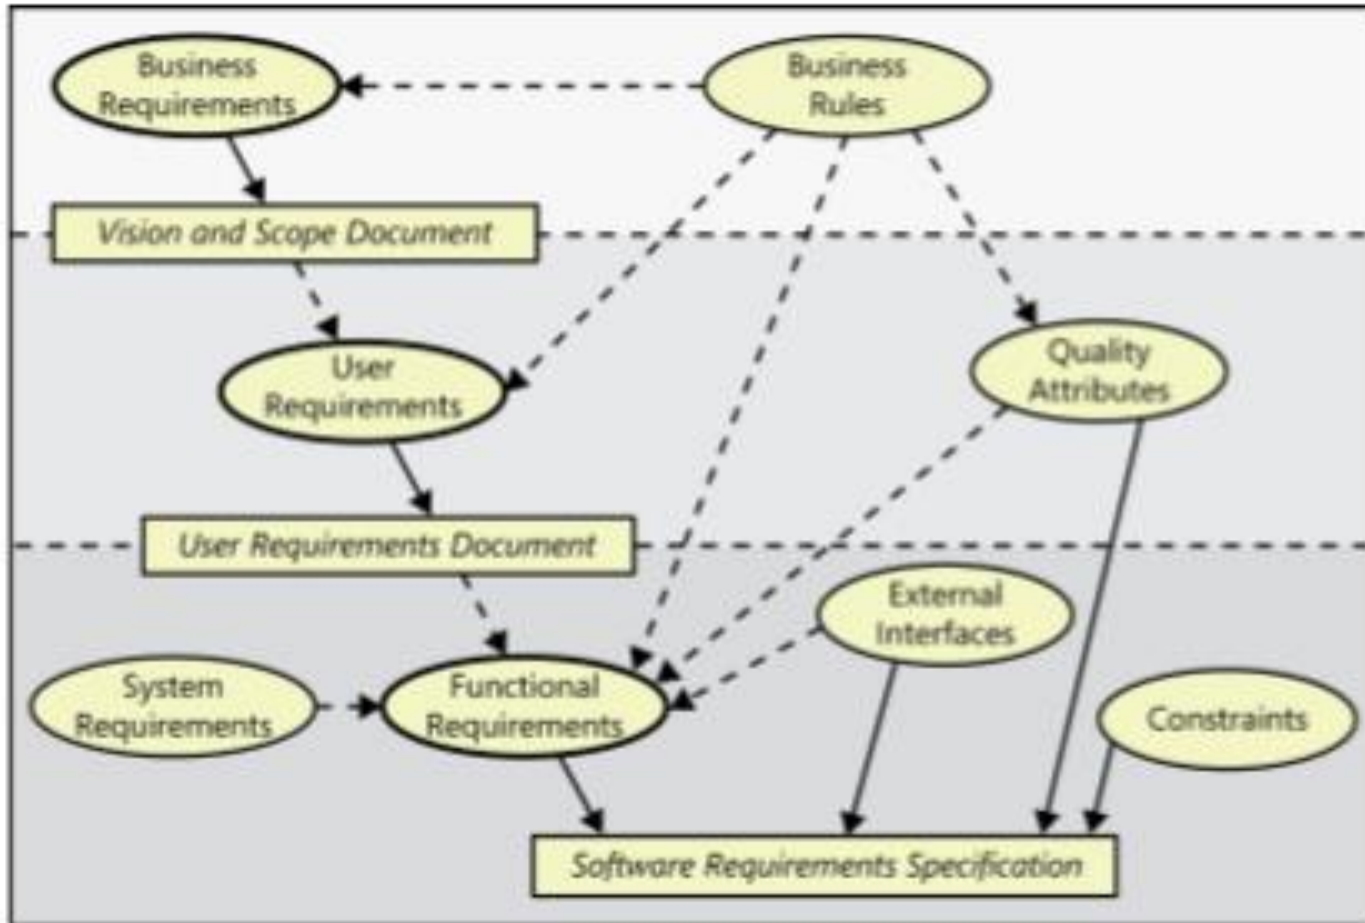 Business
Requirements
Business
Rules
Vision and Scope Document
User
Requirements
Quality
Attributes
User Requirements Document
External
Interfaces
System
Requirements
Functional
Requirements
Constraints
Software Requirements Specification